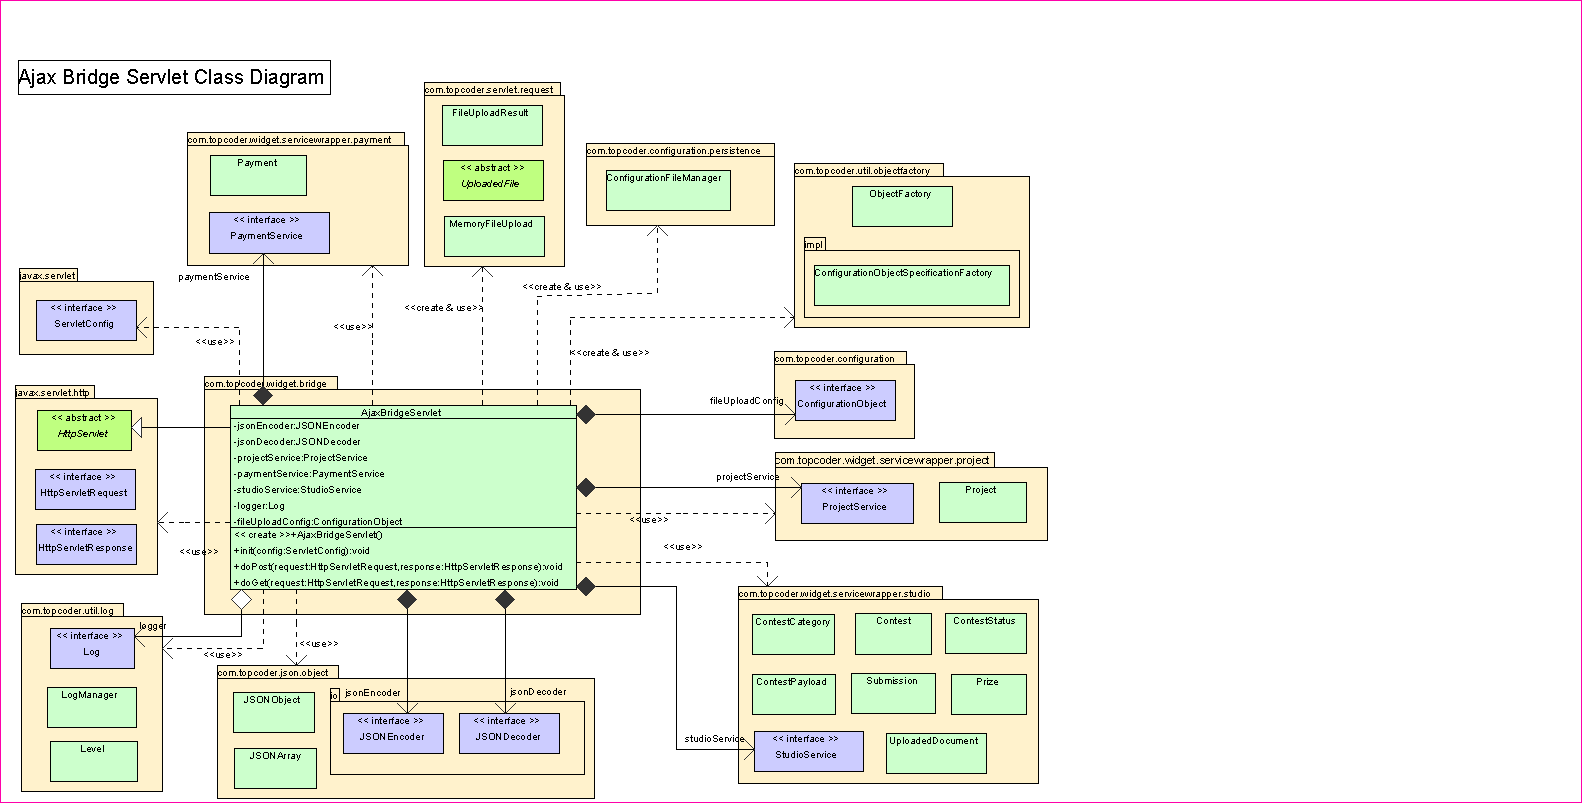 Ajax Bridge Servlet Class Diagram
com.topcoder.servlet.request
FileUploadResult
<< abstract >>
UploadedFile
MemoryFileUpload
com.topcoder.widget.servicewrapper.payment
Payment
<< interface >>
PaymentService
com.topcoder.configuration.persistence
ConfigurationFileManager
com.topcoder.util.objectfactory
ObjectFactory
impl
ConfigurationObjectSpecificationFactory
paymentService
<<create & use>>
<<create & use>>
<<use>>
<<create & use>>
javax.servlet
<< interface >>
ServletConfig
<<use>>
com.topcoder.configuration
<< interface >>
ConfigurationObject
fileUploadConfig
javax.servlet.http
<< abstract >>
HttpServlet
<< interface >>
HttpServletRequest
<< interface >>
HttpServletResponse
<<use>>
com.topcoder.widget.bridge
AjaxBridgeServlet
-jsonEncoder:JSONEncoder
-jsonDecoder:JSONDecoder
-projectService:ProjectService
-paymentService:PaymentService
-studioService:StudioService
-logger:Log
-fileUploadConfig:ConfigurationObject
<< create >>+AjaxBridgeServlet()
+init(config:ServletConfig):void
+doPost(request:HttpServletRequest,response:HttpServletResponse):void
+doGet(request:HttpServletRequest,response:HttpServletResponse):void
com.topcoder.widget.servicewrapper.project
projectService
<< interface >>
ProjectService
Project
<<use>>
<<use>>
com.topcoder.widget.servicewrapper.studio
ContestCategory
Contest
ContestStatus
ContestPayload
Submission
Prize
studioService
<< interface >>
StudioService
UploadedDocument
com.topcoder.util.log
logger
<< interface >>
Log
LogManager
Level
<<use>>
<<use>>
com.topcoder.json.object
JSONObject
JSONArray
io
jsonEncoder
jsonDecoder
<< interface >>
JSONEncoder
<< interface >>
JSONDecoder